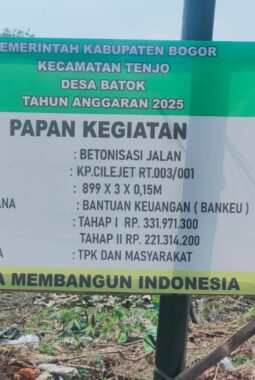 PEMERINTAH KABUPATEN BOGOR
KECAMATAN TENJO
DESA BATOK
TAHUN ANGGARAN 2025
PAPAN KEGIATAN
: BETONISASI JALAN
: KP.CILEJET RT.003/001
: 899 X 3 X 0,15M
: BANTUAN KEUANGAN ( BANKEU )
: TAHAP I RP. 331.971.300
TAHAP II RP. 221.314.200
: TPK DAN MASYARAKAT
MEMBANGUN INDONESIA